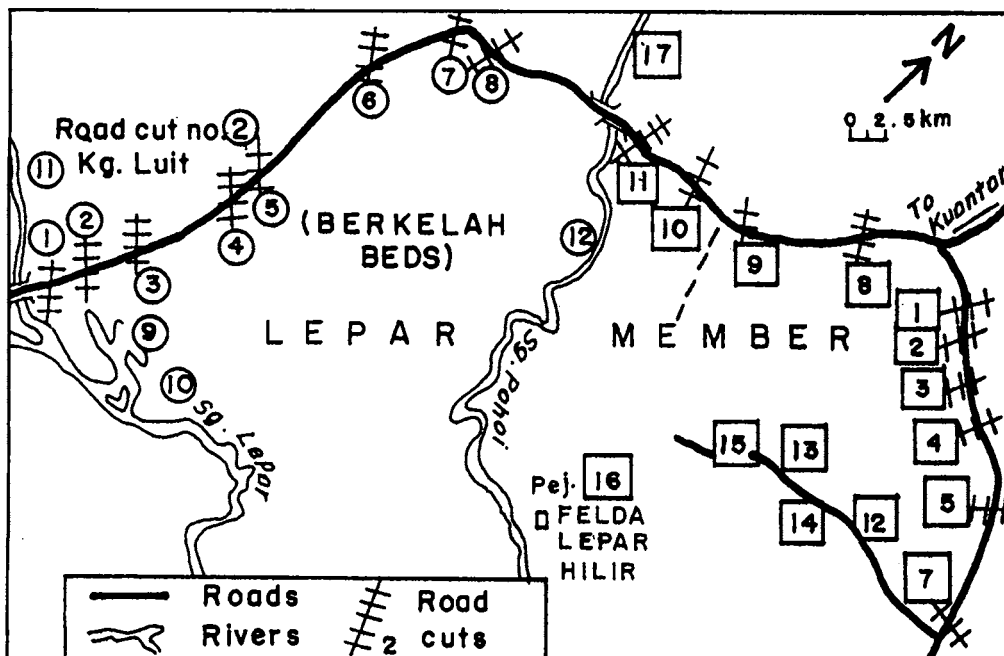 17
N
7
8
6
0 2.5km
Road cut no.
2
Kg. Luit
11
11
To Kuantan
5
10
2
1
4
(BERKELAH
BEDS)
12
9
3
8
1
9
2
LEPAR MEMBER
3
10
Sg. Lepar
Sg. Pahoi
4
15
13
Pej.
16
5
FELDA
LEPAR
HILIR
14
12
7
Roads
Road
Rivers
2
cuts